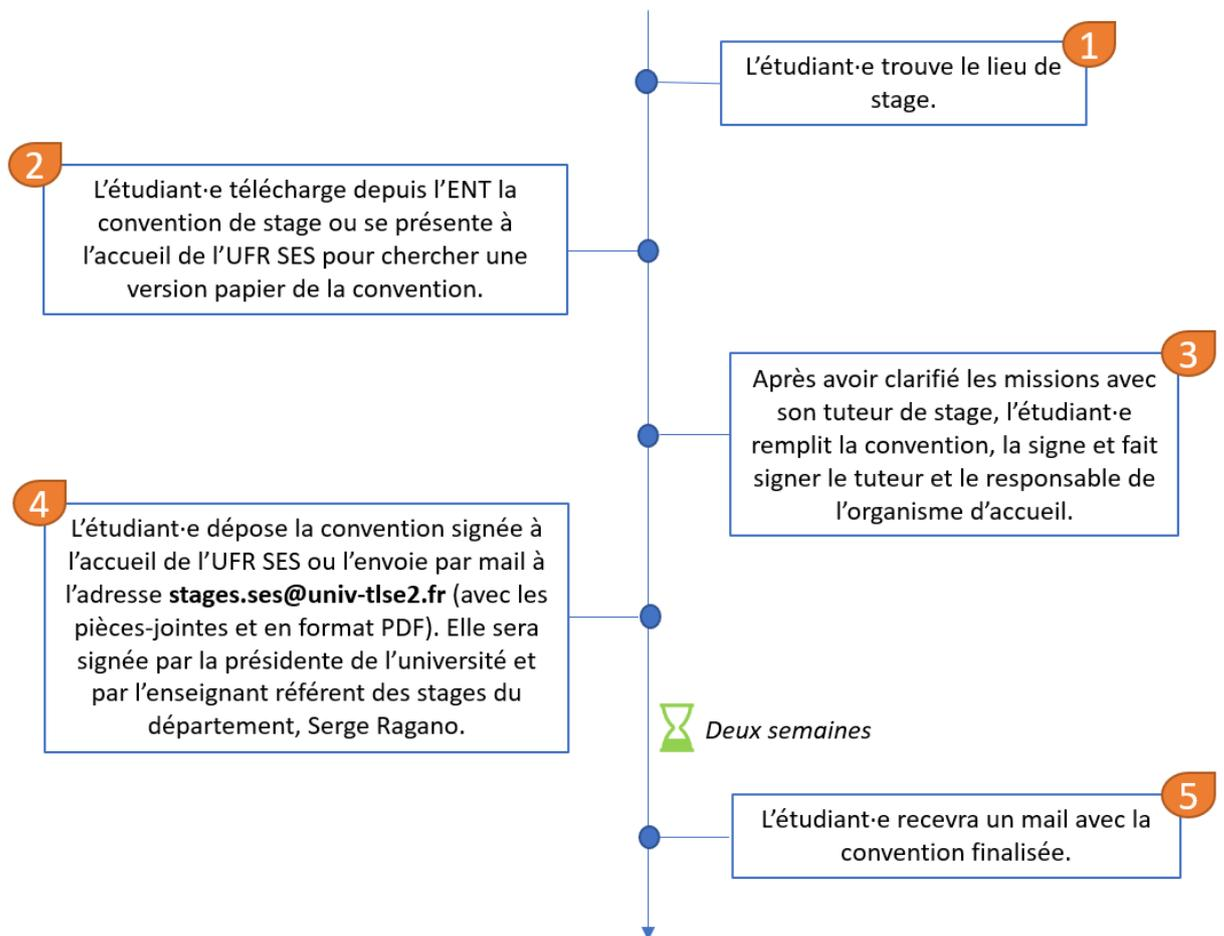 1
L'étudiant·e trouve le lieu de
stage.
2
L'étudiant·e télécharge depuis l'ENT la
convention de stage ou se présente à
l'accueil de l'UFR SES pour chercher une
version papier de la convention.
3
Après avoir clarifié les missions avec
son tuteur de stage, l'étudiant·e
remplit la convention, la signe et fait
signer le tuteur et le responsable de
l'organisme d'accueil.
4
L'étudiant·e dépose la convention signée à
l'accueil de l'UFR SES ou l'envoie par mail à
l'adresse stages.ses@univ-tlse2.fr (avec les
pièces-jointes et en format PDF). Elle sera
signée par la présidente de l'université et
par l'enseignant référent des stages du
département, Serge Ragano.
Deux semaines
5
L'étudiant·e recevra un mail avec la
convention finalisée.